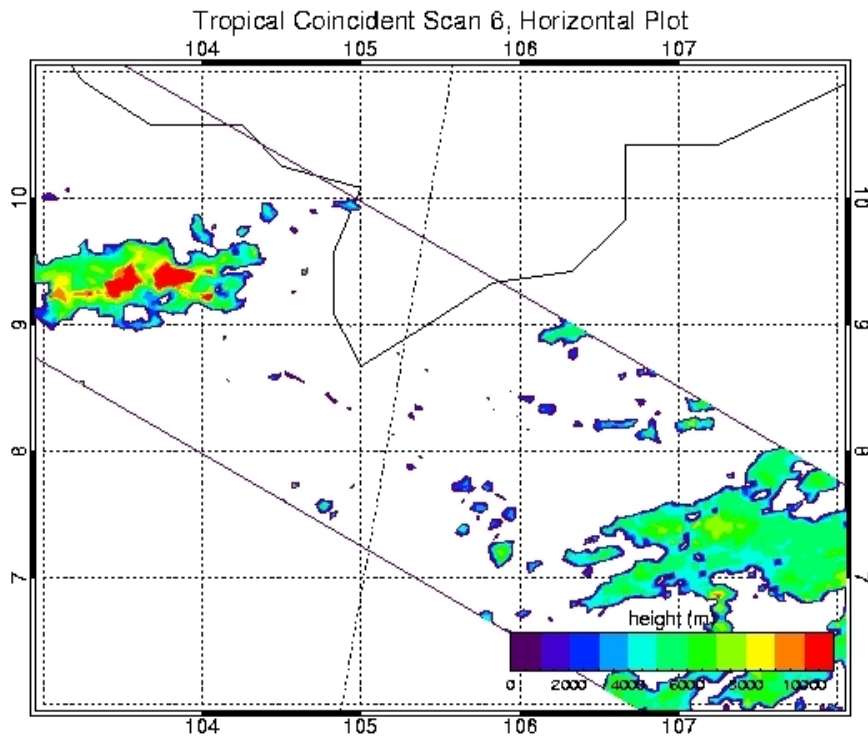 Tropical Coincident Scan 6, Horizontal Plot
104 105 106 107
10 10
9 9
8 8
7 7
height (m)
0 2000 4000 6000 8000 10000
104 105 106 107